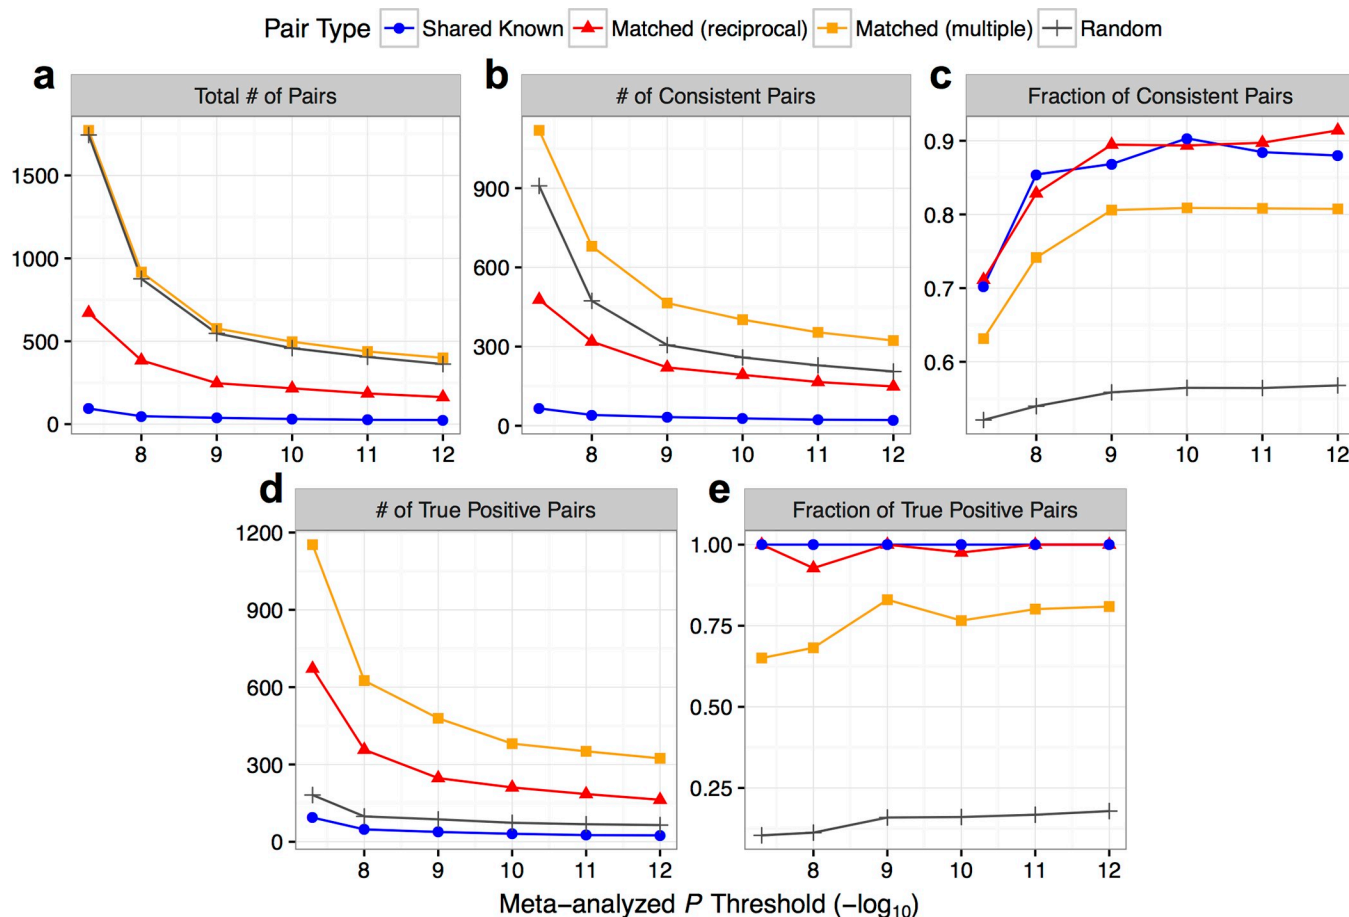 Pair Type Shared Known Matched (reciprocal) Matched (multiple) Random
a b c
Total # of Pairs # of Consistent Pairs Fraction of Consistent Pairs
1500
1000
500
0
8 9 10 11 12
900
600
300
0
8 9 10 11 12
0.9
0.8
0.7
0.6
8 9 10 11 12
d e
# of True Positive Pairs Fraction of True Positive Pairs
1200
900
600
300
0
8 9 10 11 12
1.00
0.75
0.50
0.25
8 9 10 11 12
Meta−analyzed P Threshold (−log10)